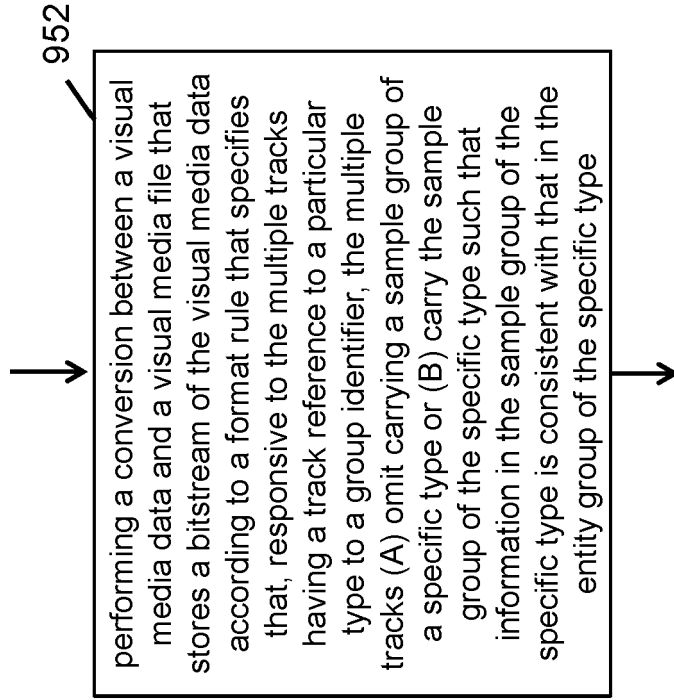 952
performing a conversion between a visual
media data and a visual media file that
stores a bitstream of the visual media data
according to a format rule that specifies
that, responsive to the multiple tracks
having a track reference to a particular
type to a group identifier, the multiple
tracks (A) omit carrying a sample group of
a specific type or (B) carry the sample
group of the specific type such that
information in the sample group of the
specific type is consistent with that in the
entity group of the specific type